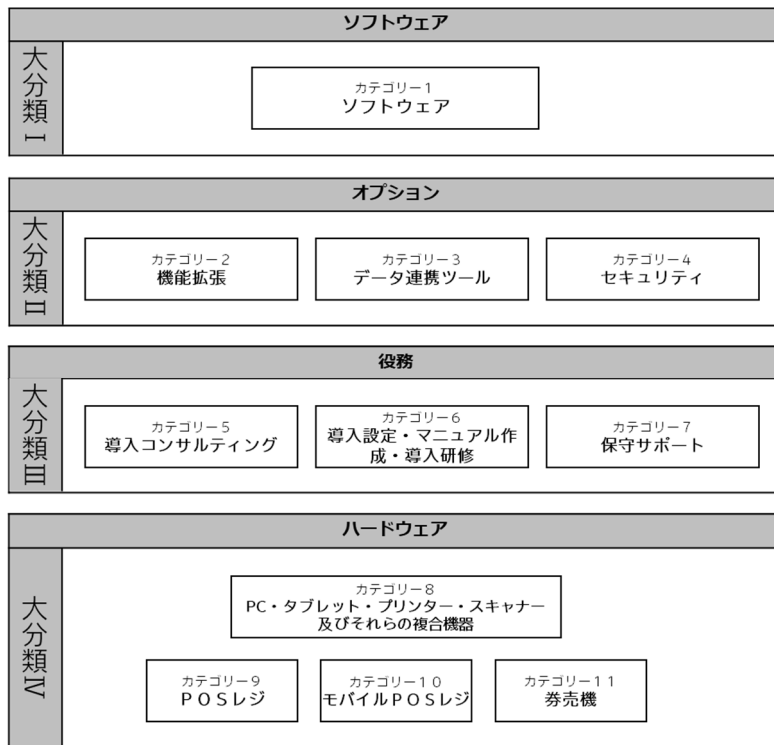 ソフトウェア
大分類Ⅰ
カテゴリー１
ソフトウェア
オプション
大分類Ⅱ
カテゴリー２
機能拡張
カテゴリー３
データ連携ツール
カテゴリー４
セキュリティ
役務
大分類Ⅲ
カテゴリー５
導入コンサルティング
カテゴリー６
導入設定・マニュアル作
成・導入研修
カテゴリー７
保守サポート
ハードウェア
大分類Ⅳ
カテゴリー８
PC・タブレット・プリンター・スキャナー
及びそれらの複合機器
カテゴリー９
ＰＯＳレジ
カテゴリー１０
モバイルＰＯＳレジ
カテゴリー１１
券売機